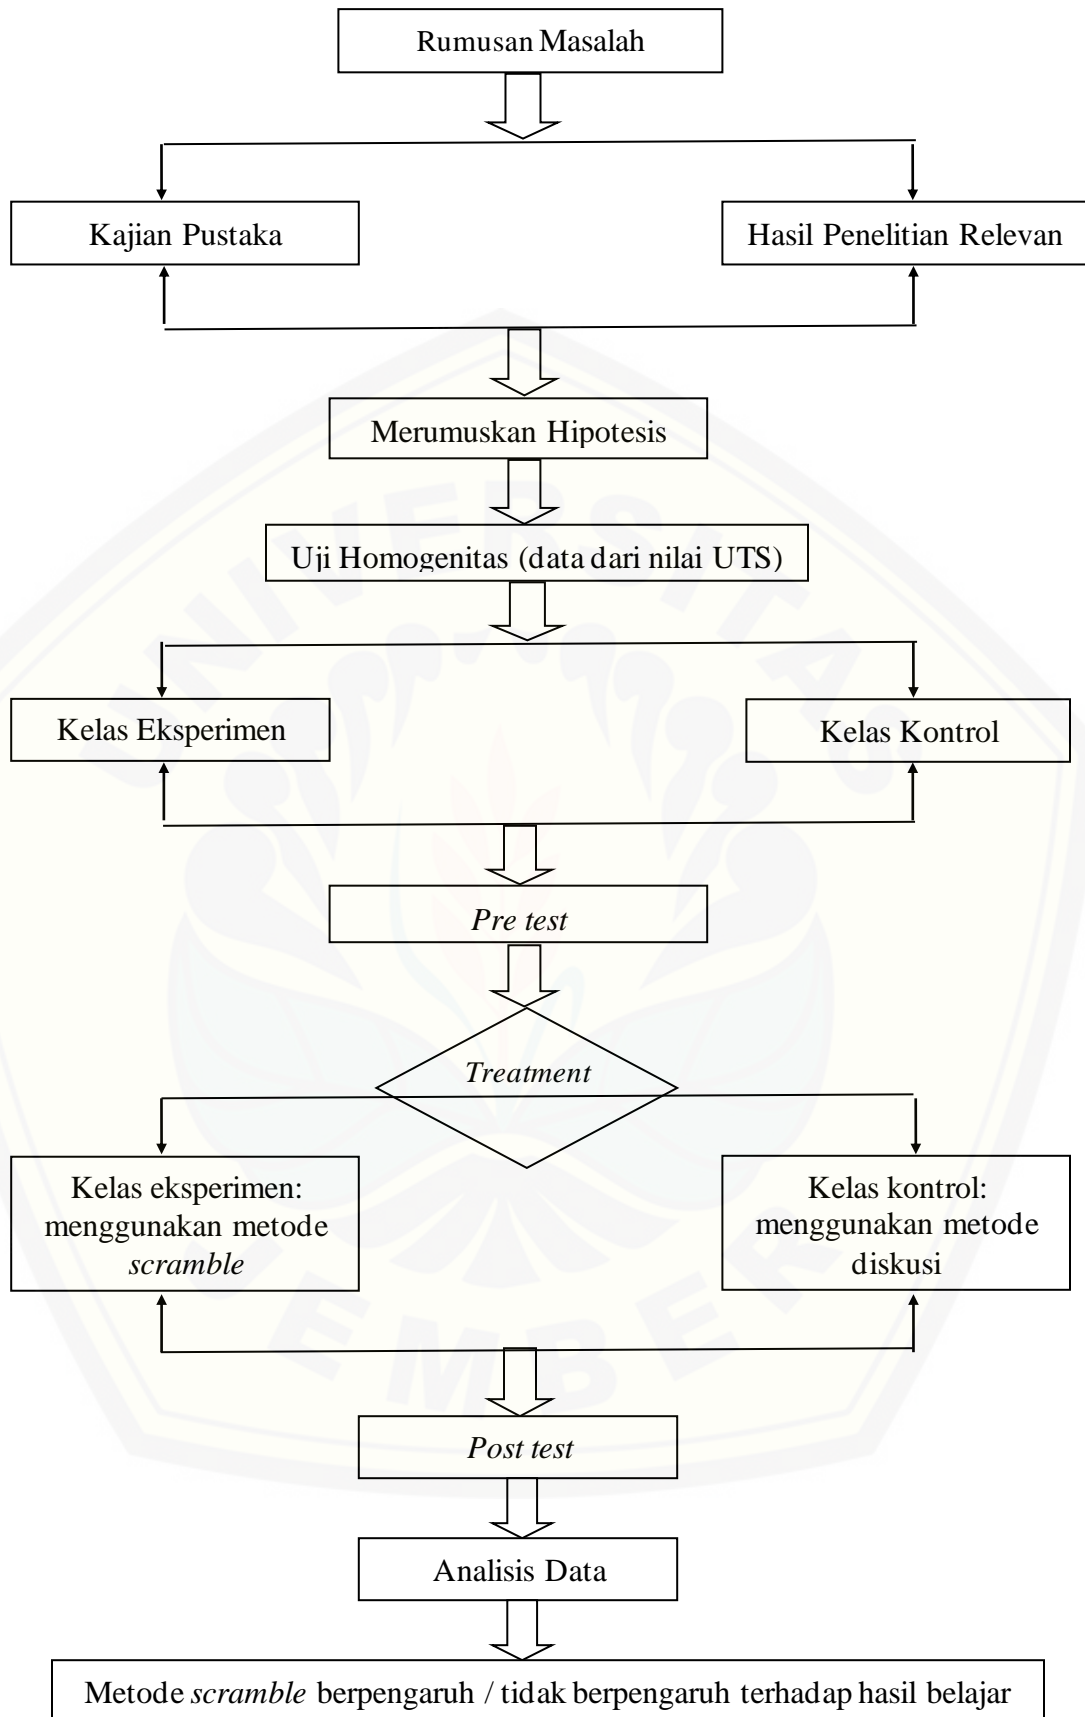 Rumusan Masalah
Kajian Pustaka
Hasil Penelitian Relevan
Merumuskan Hipotesis
Uji Homogenitas (data dari nilai UTS)
Kelas Eksperimen
Kelas Kontrol
Pre test
Treatment
Kelas eksperimen:
menggunakan metode
scramble
Kelas kontrol:
menggunakan metode
diskusi
Post test
Analisis Data
Metode scramble berpengaruh / tidak berpengaruh terhadap hasil belajar
UNIVERSITAS
JEMBER